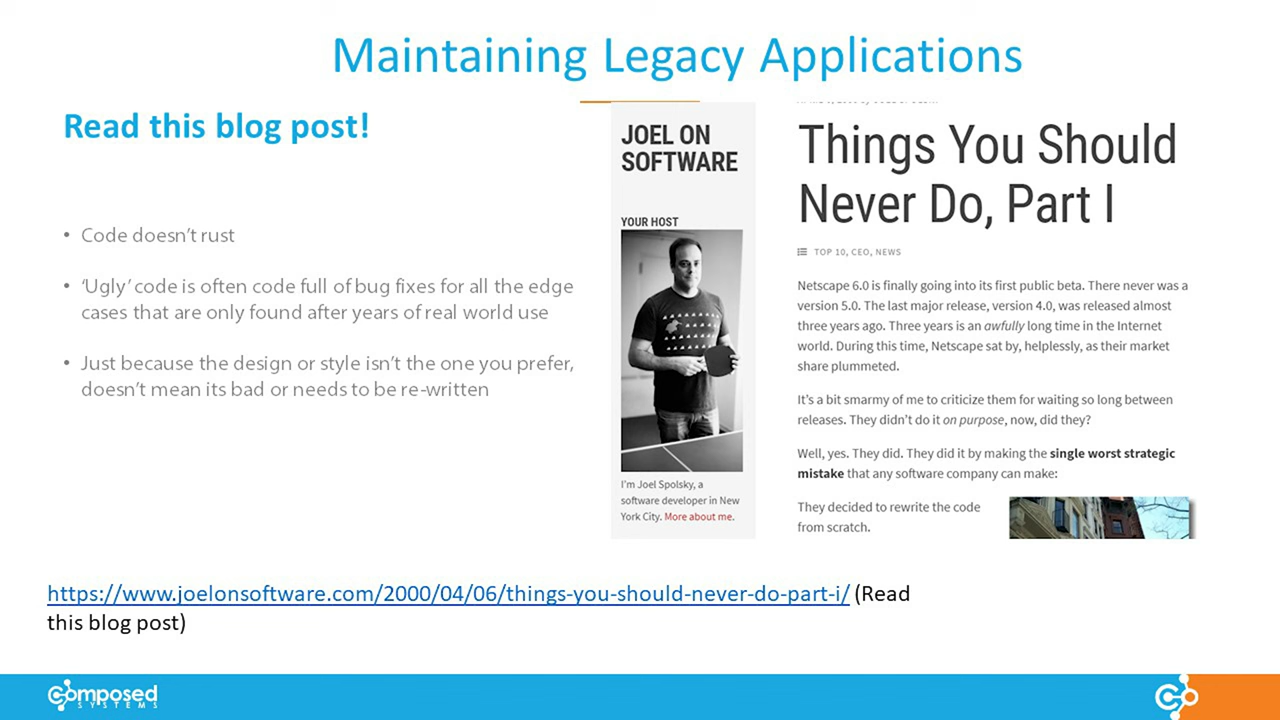 Maintaining Legacy Applications
Read this blog post!
• Code doesn't rust
• 'Ugly' code is often code full of bug fixes for all the edge
cases that are only found after years of real world use
• Just because the design or style isn't the one you prefer,
doesn't mean its bad or needs to be re-written
JOEL ON
SOFTWARE
YOUR HOST
I'm Joel Spolsky, a
software developer in New
York City. More about me.
Things You Should
Never Do, Part I
TOP 10, CEO, NEWS
Netscape 6.0 is finally going into its first public beta. There never was a
version 5.0. The last major release, version 4.0, was released almost
three years ago. Three years is an awfully long time in the Internet
world. During this time, Netscape sat by, helplessly, as their market
share plummeted.
It's a bit smarmy of me to criticize them for waiting so long between
releases. They didn't do it on purpose, now, did they?
Well, yes. They did. They did it by making the single worst strategic
mistake that any software company can make:
They decided to rewrite the code
from scratch.
https://www.joelonsoftware.com/2000/04/06/things-you-should-never-do-part-i/ (Read
this blog post)
composed
SYSTEMS